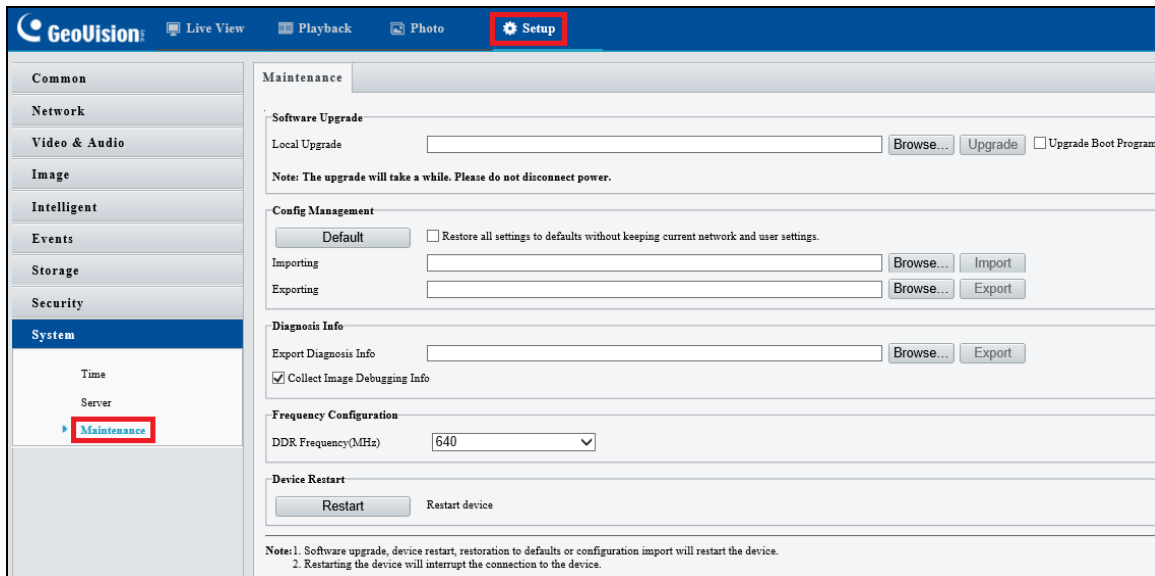 GeoVision Live View Playback Photo Setup
Common
Network
Video & Audio
Image
Intelligent
Events
Storage
Security
System
Time
Server
Maintenance
Maintenance
Software Upgrade
Local Upgrade Browse... Upgrade Upgrade Boot Program
Note: The upgrade will take a while. Please do not disconnect power.
Config Management
Default Restore all settings to defaults without keeping current network and user settings.
Importing Browse... Import
Exporting Browse... Export
Diagnosis Info
Export Diagnosis Info Browse... Export
Collect Image Debugging Info
Frequency Configuration
DDR Frequency(MHz) 640
Device Restart
Restart Restart device
Note:1. Software upgrade, device restart, restoration to defaults or configuration import will restart the device.
2. Restarting the device will interrupt the connection to the device.